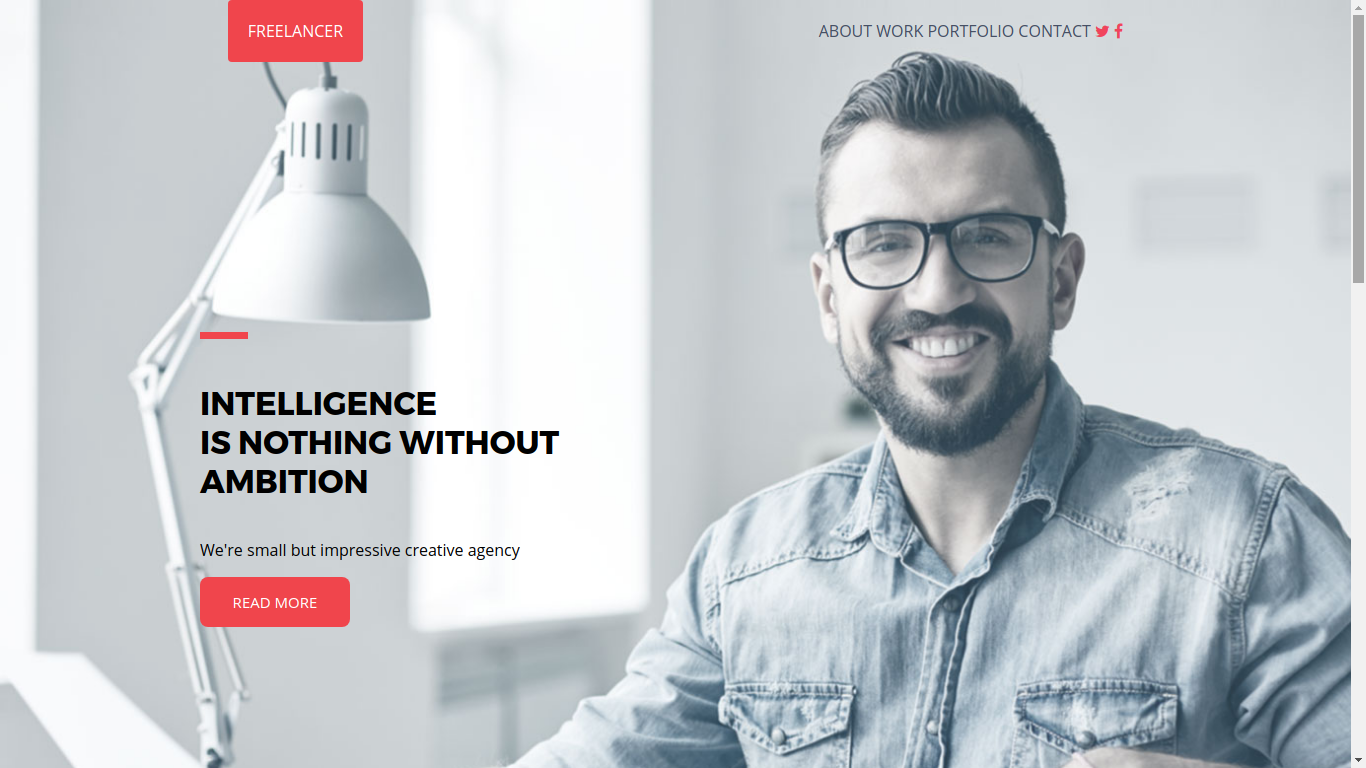 FREELANCER
ABOUT WORK PORTFOLIO CONTACT
INTELLIGENCE
IS NOTHING WITHOUT
AMBITION
We're small but impressive creative agency
READ MORE